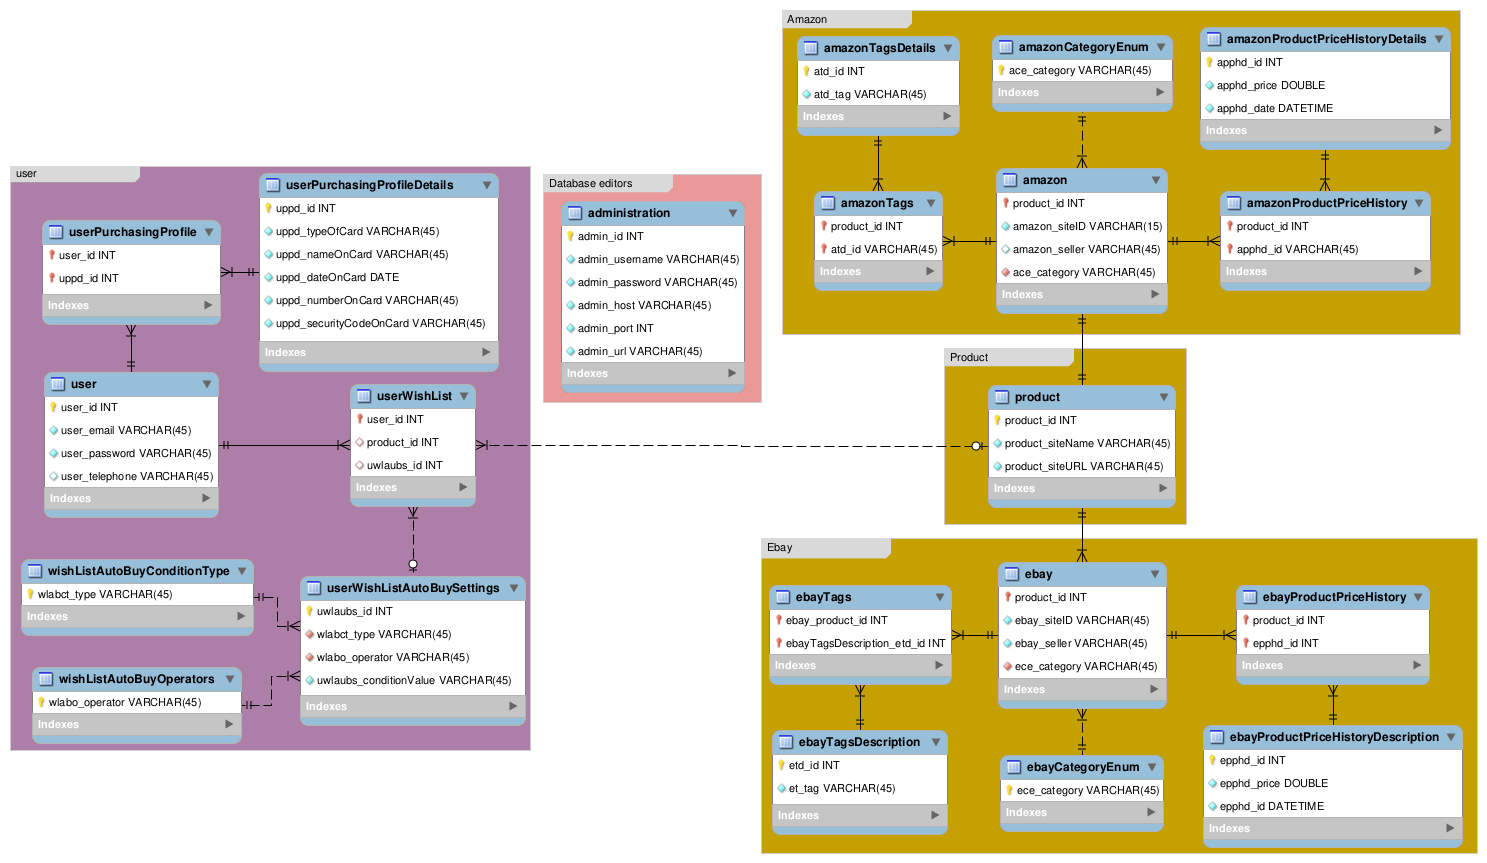 user
userPurchasingProfile
user_id INT
uppd_id INT
Indexes
userPurchasingProfileDetails
uppd_id INT
uppd_typeOfCard VARCHAR(45)
uppd_nameOnCard VARCHAR(45)
uppd_dateOnCard DATE
uppd_numberOnCard VARCHAR(45)
uppd_securityCodeOnCard VARCHAR(45)
Indexes
user
user_id INT
user_email VARCHAR(45)
user_password VARCHAR(45)
user_telephone VARCHAR(45)
Indexes
userWishList
user_id INT
product_id INT
uwlaubs_id INT
Indexes
wishListAutoBuyConditionType
wlabct_type VARCHAR(45)
Indexes
wishListAutoBuyOperators
wlabo_operator VARCHAR(45)
Indexes
userWishListAutoBuySettings
uwlaubs_id INT
wlabct_type VARCHAR(45)
wlabo_operator VARCHAR(45)
uwlaubs_conditionValue VARCHAR(45)
Indexes
Database editors
administration
admin_id INT
admin_username VARCHAR(45)
admin_password VARCHAR(45)
admin_host VARCHAR(45)
admin_port INT
admin_url VARCHAR(45)
Indexes
Amazon
amazonTagsDetails
atd_id INT
atd_tag VARCHAR(45)
Indexes
amazonCategoryEnum
ace_category VARCHAR(45)
Indexes
amazonProductPriceHistoryDetails
apphd_id INT
apphd_price DOUBLE
apphd_date DATETIME
Indexes
amazonTags
product_id INT
atd_id VARCHAR(45)
Indexes
amazon
product_id INT
amazon_siteID VARCHAR(15)
amazon_seller VARCHAR(45)
ace_category VARCHAR(45)
Indexes
amazonProductPriceHistory
product_id INT
apphd_id VARCHAR(45)
Indexes
Product
product
product_id INT
product_siteName VARCHAR(45)
product_siteURL VARCHAR(45)
Indexes
Ebay
ebayTags
ebay_product_id INT
ebayTagsDescription_etd_id INT
Indexes
ebay
product_id INT
ebay_siteID VARCHAR(45)
ebay_seller VARCHAR(45)
ece_category VARCHAR(45)
Indexes
ebayProductPriceHistory
product_id INT
epphd_id INT
Indexes
ebayTagsDescription
etd_id INT
et_tag VARCHAR(45)
Indexes
ebayCategoryEnum
ece_category VARCHAR(45)
Indexes
ebayProductPriceHistoryDescription
epphd_id INT
epphd_price DOUBLE
epphd_id DATETIME
Indexes